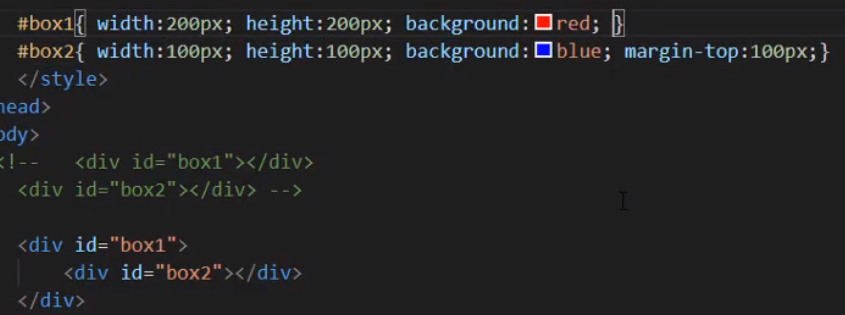 #box1{ width:200px; height:200px; background:red; }
#box2{ width:100px; height:100px; background:blue; margin-top:100px;}
</style>
head>
ody>
<!--   <div id="box1"></div>
<div id="box2"></div> -->
<div id="box1">
<div id="box2"></div>
</div>